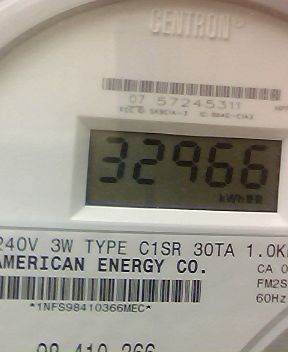 CENTRON
07 57245311
32966
kWh
240V 3W TYPE C1SR 30TA 1.0K
AMERICAN ENERGY CO.
CA 0
FM2S
60Hz
*1NFS98410366MEC*